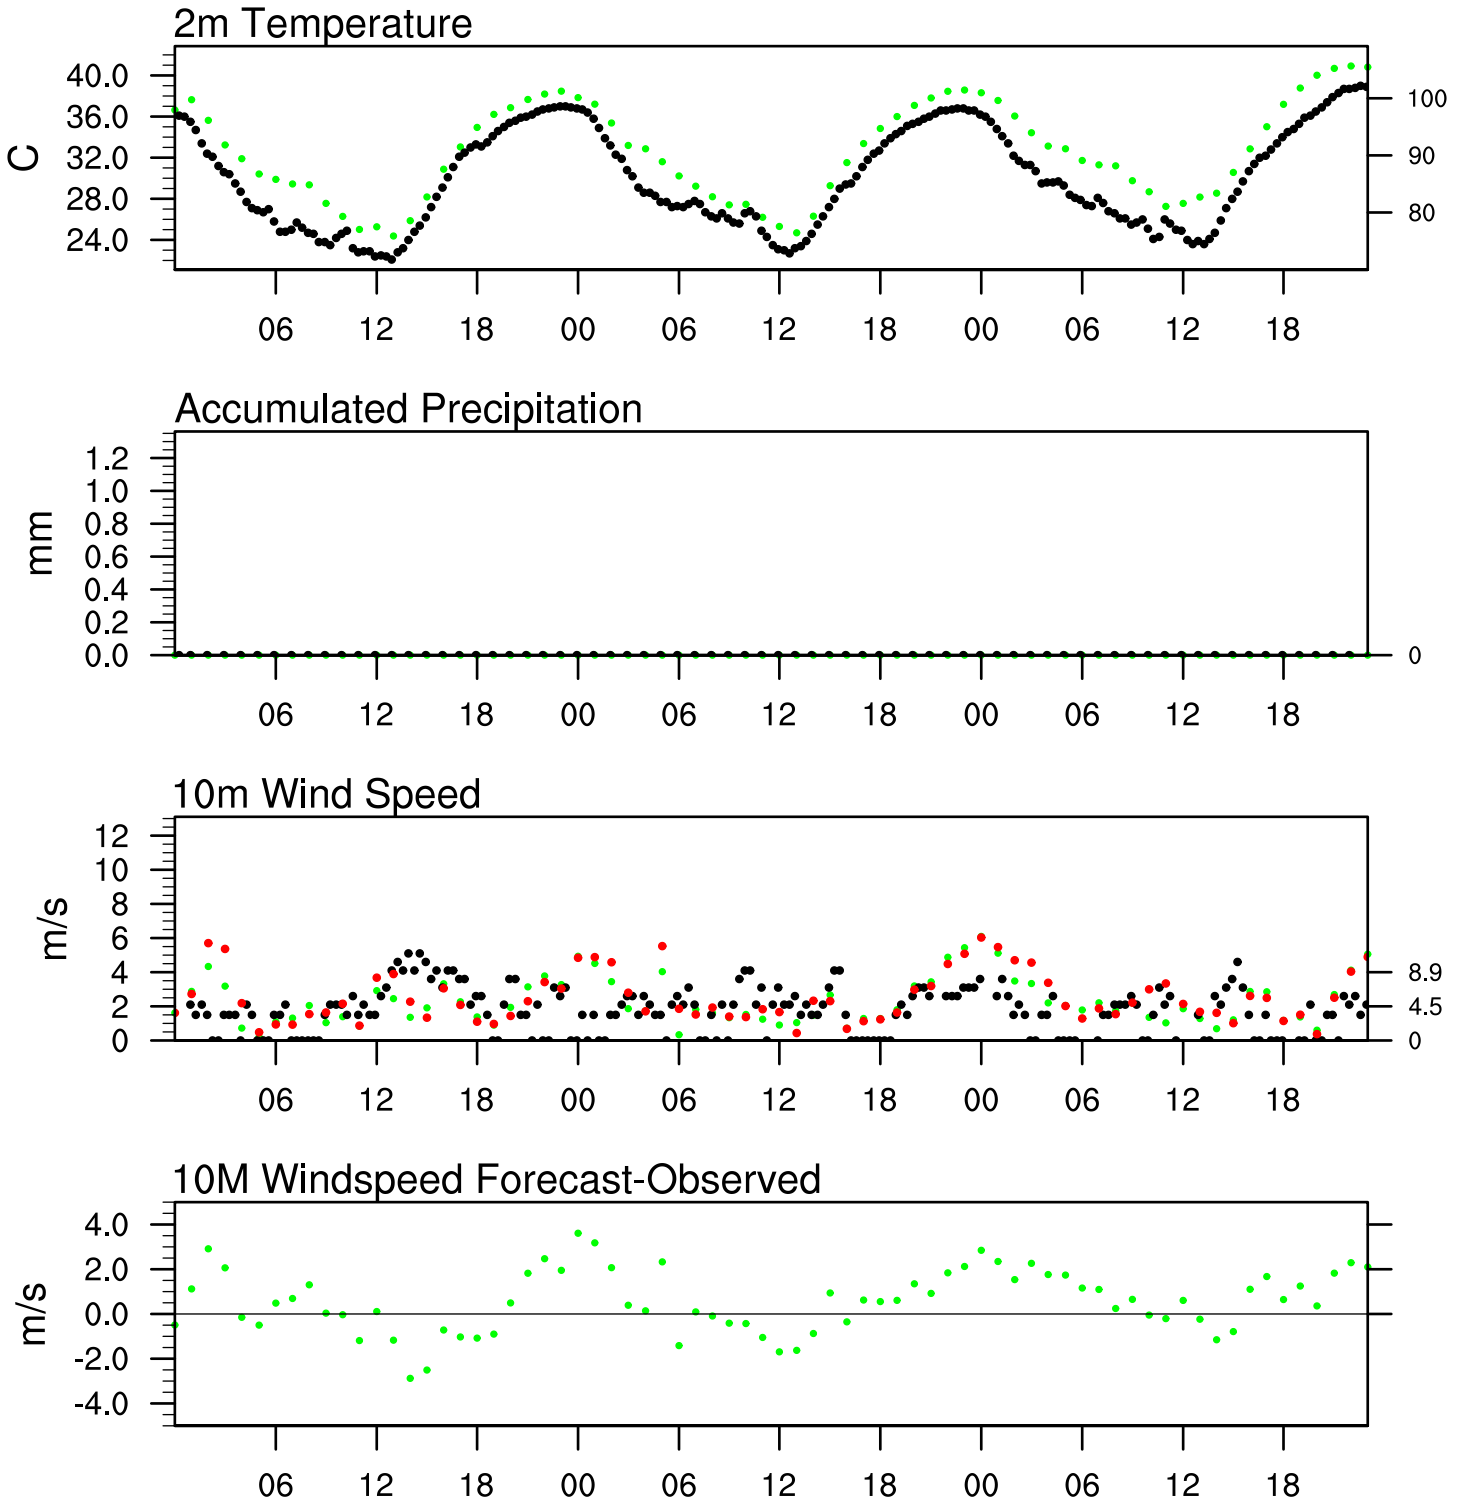 2m Temperature
40.0
36.0
32.0
28.0
24.0
C
100
90
80
06 12 18 00 06 12 18 00 06 12 18
Accumulated Precipitation
1.2
1.0
0.8
0.6
0.4
0.2
0.0
mm
0
06 12 18 00 06 12 18 00 06 12 18
10m Wind Speed
12
10
8
6
4
2
0
m/s
8.9
4.5
0
06 12 18 00 06 12 18 00 06 12 18
10M Windspeed Forecast-Observed
4.0
2.0
0.0
-2.0
-4.0
m/s
06 12 18 00 06 12 18 00 06 12 18